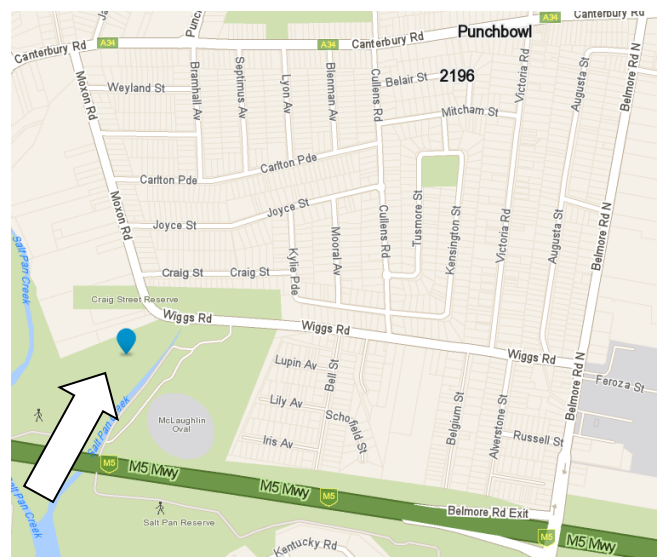 Canterbury Rd
A34
Punch
A34
Canterbury Rd
Punchbowl
Canterbury Rd
Moxon Rd
Weyland St
Bramhall Av
Septimus Av
Lyon Av
Blenman Av
Cullens Rd
Belair St
2196
Victoria Rd
Augusta St
Belmore Rd N
Mitcham St
Carlton Pde
Carlton Pde
Moxon Rd
Joyce St
Joyce St
Cullens Rd
Tusmore St
Kensington St
Victoria Rd
Augusta St
Belmore Rd N
Salt Pan Creek
Craig St
Craig St
Kylie Pde
Mooral Av
Craig Street Reserve
Wiggs Rd
Wiggs Rd
Wiggs Rd
Lupin Av
Bell St
Feroza St
Belmore Rd N
Lily Av
Schofield St
Belgium St
Alverstone St
McLaughlin
Oval
Salt Pan Creek
Iris Av
Russell St
M5
M5 Mwy
M5 Mwy
M5
Salt Pan Creek
Salt Pan Reserve
Belmore Rd Exit
Kentucky Rd
M5
M5 Mwy